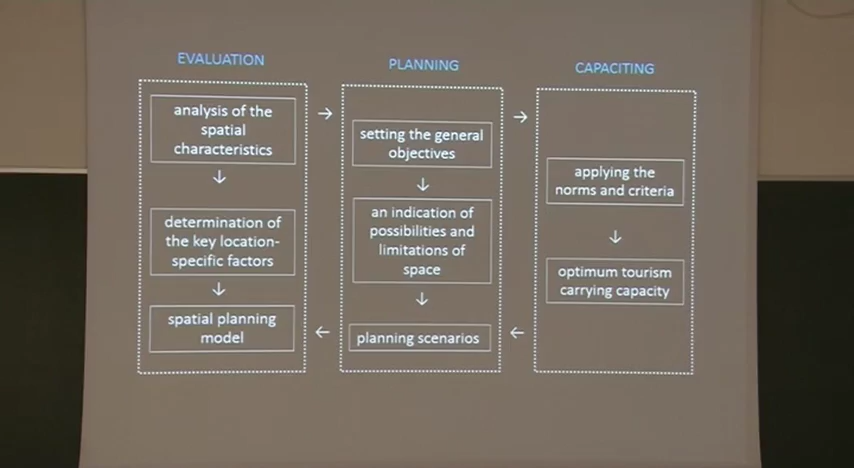 EVALUATION
analysis of the
spatial
characteristics
determination of
the key location-
specific factors
spatial planning
model
PLANNING
setting the general
objectives
an indication of
possibilities and
limitations of
space
planning scenarios
CAPACITING
applying the
norms and criteria
optimum tourism
carrying capacity